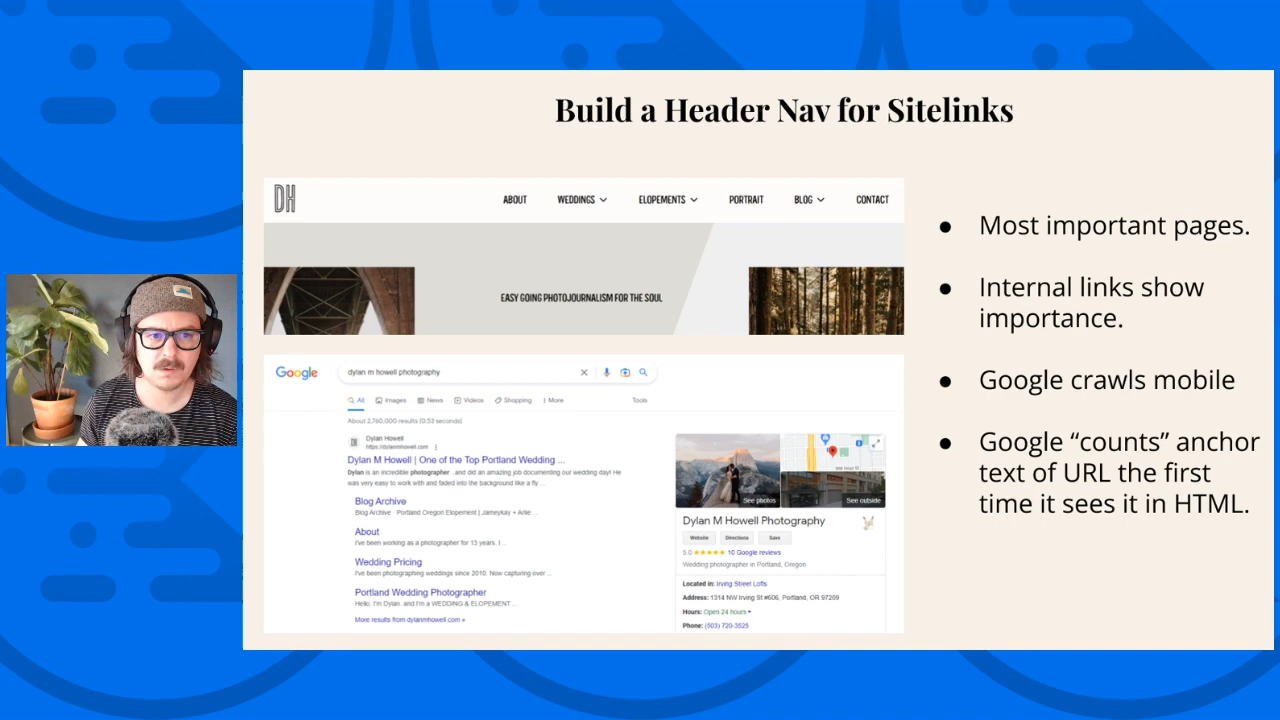 Build a Header Nav for Sitelinks
DH
ABOUT
WEDDINGS
ELOPEMENTS
PORTRAIT
BLOG
CONTACT
EASY GOING PHOTOJOURNALISM FOR THE SOUL
Google
dylan m howell photography
All
Images
News
Videos
Shopping
More
Tools
About 2,760,000 results (0.53 seconds)
Dylan Howell
https://dylanmhowell.com
Dylan M Howell | One of the Top Portland Wedding ...
Dylan is an incredible photographer . and did an amazing job documenting our wedding day! He
was very easy to work with and faded into the background like a fly ...
Blog Archive
Blog Archive · Portland Oregon Elopement | Jameykay + Arlie ...
About
I've been working as a photographer for 13 years. I ...
Wedding Pricing
I've been photographing weddings since 2010. Now capturing over ...
Portland Wedding Photographer
Hello. I'm Dylan. and I'm a WEDDING & ELOPEMENT ...
More results from dylanmhowell.com »
See photos
See outside
Dylan M Howell Photography
Website
Directions
Save
5.0 ★★★★★ 10 Google reviews
Wedding photographer in Portland, Oregon
Located in: Irving Street Lofts
Address: 1314 NW Irving St #606, Portland, OR 97209
Hours: Open 24 hours
Phone: (503) 720-3525
● Most important pages.
● Internal links show
importance.
● Google crawls mobile
● Google “counts” anchor
text of URL the first
time it sees it in HTML.